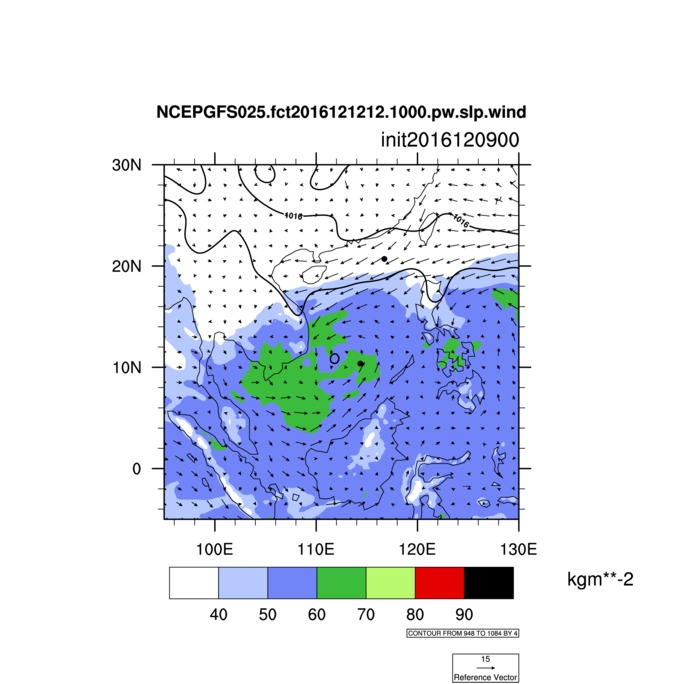 NCEPGFS025.fct2016121212.1000.pw.slp.wind
init2016120900
30N
1016
1016
20N
10N
0
100E 110E 120E 130E
kgm**-2
40 50 60 70 80 90
CONTOUR FROM 948 TO 1084 BY 4
15
Reference Vector